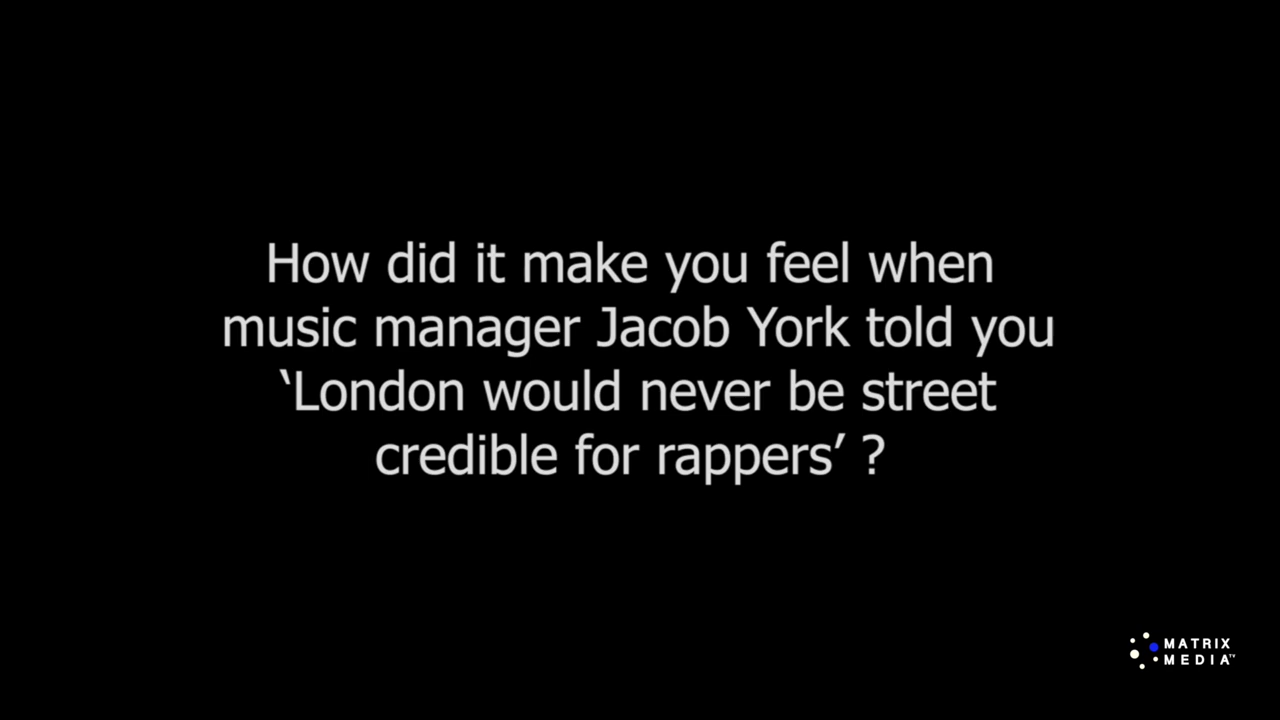 How did it make you feel when
music manager Jacob York told you
‘London would never be street
credible for rappers’ ?
MATRIX
MEDIA TV